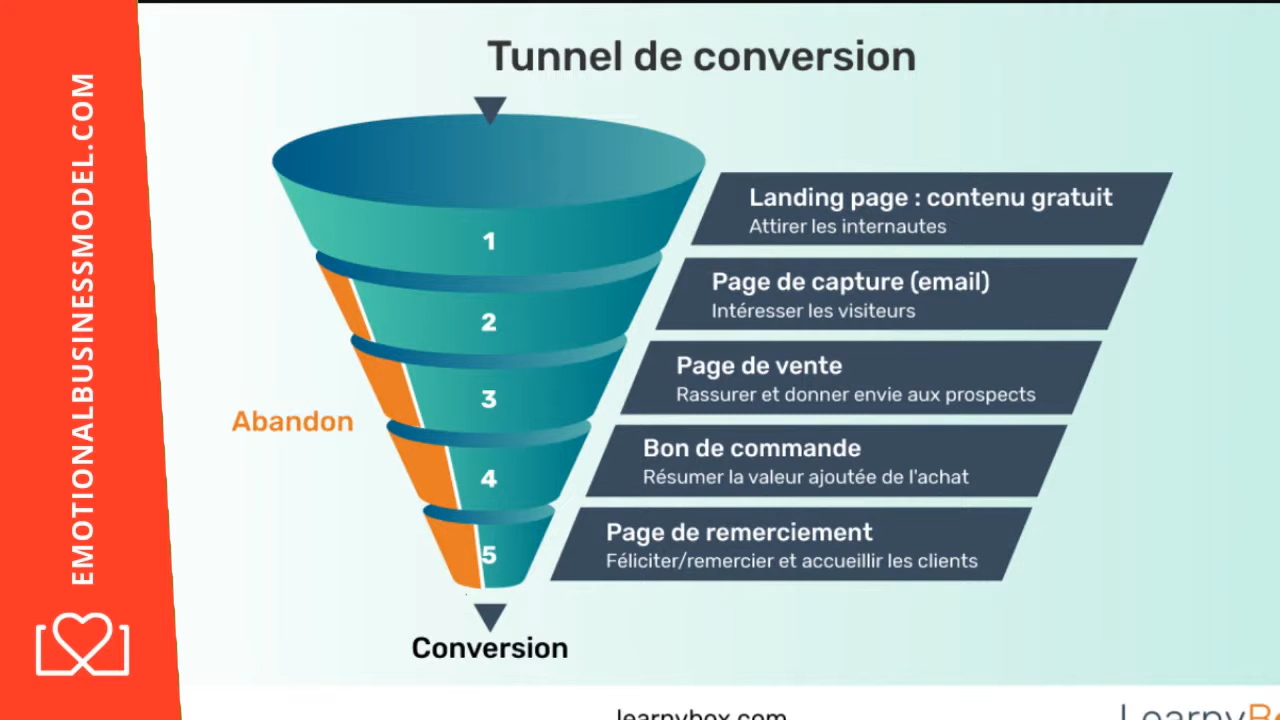 EMOTIONALBUSINESSMODEL.COM
Tunnel de conversion
1
Landing page : contenu gratuit
Attirer les internautes
2
Page de capture (email)
Intéresser les visiteurs
3
Page de vente
Rassurer et donner envie aux prospects
Abandon
4
Bon de commande
Résumer la valeur ajoutée de l'achat
5
Page de remerciement
Féliciter/remercier et accueillir les clients
Conversion
learnybox.com